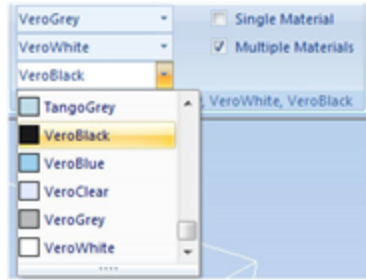 VeroGrey
Single Material
VeroWhite
Multiple Materials
VeroBlack
, VeroWhite, VeroBlack
TangoGrey
VeroBlack
VeroBlue
VeroClear
VeroGrey
VeroWhite